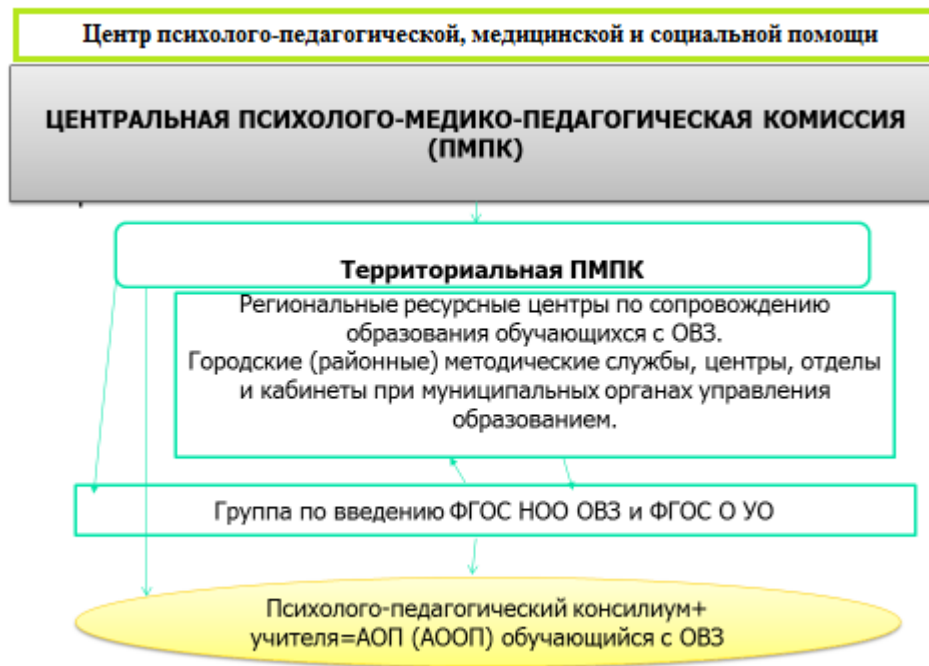 Центр психолого-педагогической, медицинской и социальной помощи
ЦЕНТРАЛЬНАЯ ПСИХОЛОГО-МЕДИКО-ПЕДАГОГИЧЕСКАЯ КОМИССИЯ
(ПМПК)
Территориальная ПМПК
Региональные ресурсные центры по сопровождению
образования обучающихся с ОВЗ.
Городские (районные) методические службы, центры, отделы
и кабинеты при муниципальных органах управления
образованием.
Группа по введению ФГОС НОО ОВЗ и ФГОС О УО
Психолого-педагогический консилиум+
учителя=АОП (АООП) обучающийся с ОВЗ